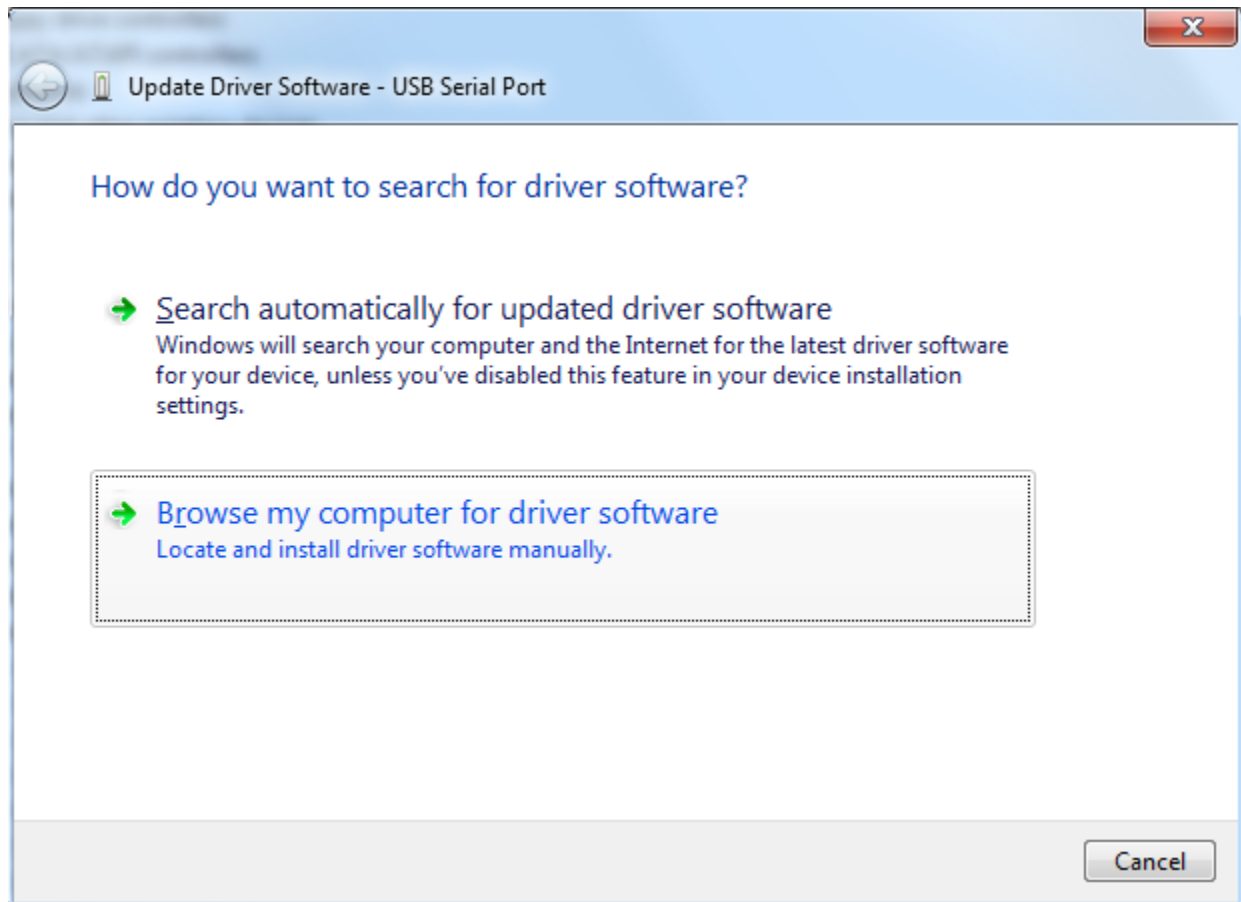 Update Driver Software - USB Serial Port
How do you want to search for driver software?
Search automatically for updated driver software
Windows will search your computer and the Internet for the latest driver software
for your device, unless you've disabled this feature in your device installation
settings.
Browse my computer for driver software
Locate and install driver software manually.
Cancel